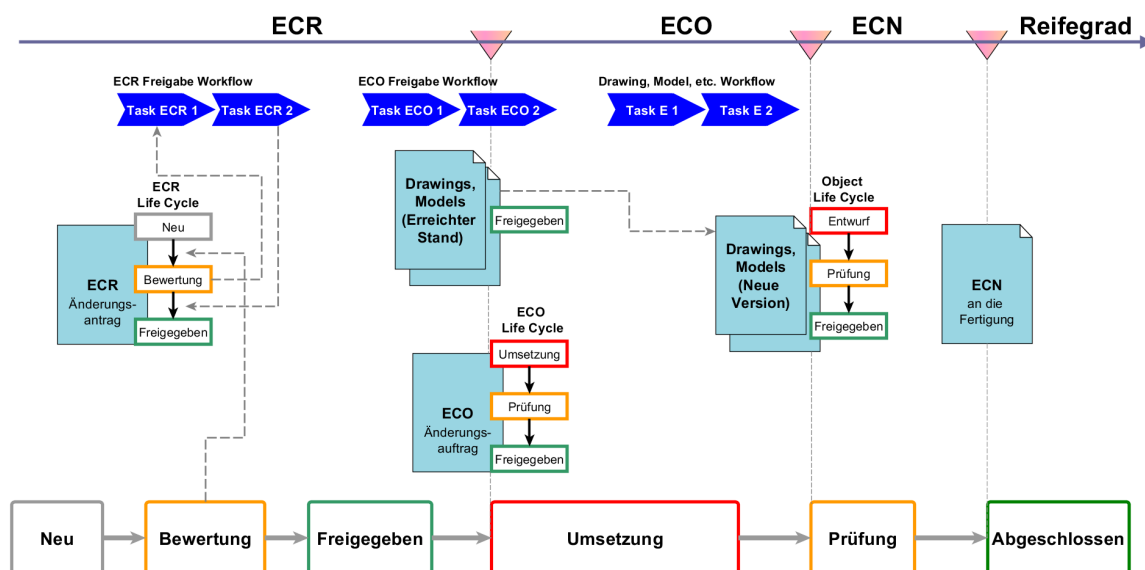 ECR
ECO
ECN
Reifegrad
ECR Freigabe Workflow
Task ECR 1
Task ECR 2
ECO Freigabe Workflow
Task ECO 1
Task ECO 2
Drawing, Model, etc. Workflow
Task E 1
Task E 2
ECR
Life Cycle
Neu
Bewertung
Freigegeben
ECR
Änderungs-
antrag
Drawings,
Models
(Erreichter
Stand)
Freigegeben
ECO
Life Cycle
Umsetzung
Prüfung
Freigegeben
ECO
Änderungs-
auftrag
Object
Life Cycle
Entwurf
Prüfung
Freigegeben
Drawings,
Models
(Neue
Version)
ECN
an die
Fertigung
Neu
Bewertung
Freigegeben
Umsetzung
Prüfung
Abgeschlossen